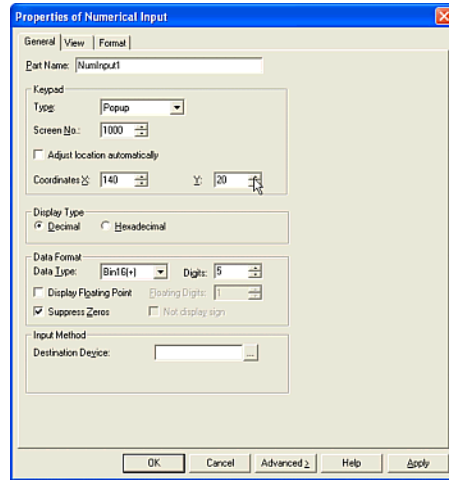 Properties of Numerical Input
General View Format
Part Name: NumInput1
Keypad
Type: Popup
Screen No.: 1000
Adjust location automatically
Coordinates X: 140 Y: 20
Display Type
Decimal Hexadecimal
Data Format
Data Type: Bin16(+) Digits: 5
Display Floating Point Floating Digits: 1
Suppress Zeros Not display sign
Input Method
Destination Device: ...
OK Cancel Advanced > Help Apply